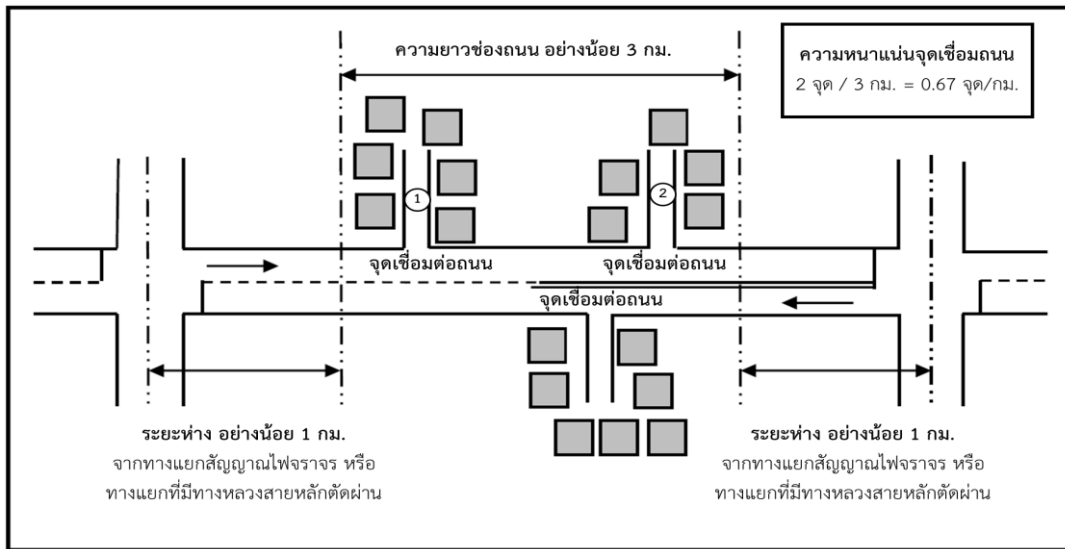 ความยาวช่องถนน อย่างน้อย 3 กม.
ความหนาแน่นจุดเชื่อมถนน
2 จุด / 3 กม. = 0.67 จุด/กม.
1
2
จุดเชื่อมต่อถนน
จุดเชื่อมต่อถนน
จุดเชื่อมต่อถนน
ระยะห่าง อย่างน้อย 1 กม.
จากทางแยกสัญญาณไฟจราจร หรือ
ทางแยกที่มีทางหลวงสายหลักตัดผ่าน
ระยะห่าง อย่างน้อย 1 กม.
จากทางแยกสัญญาณไฟจราจร หรือ
ทางแยกที่มีทางหลวงสายหลักตัดผ่าน